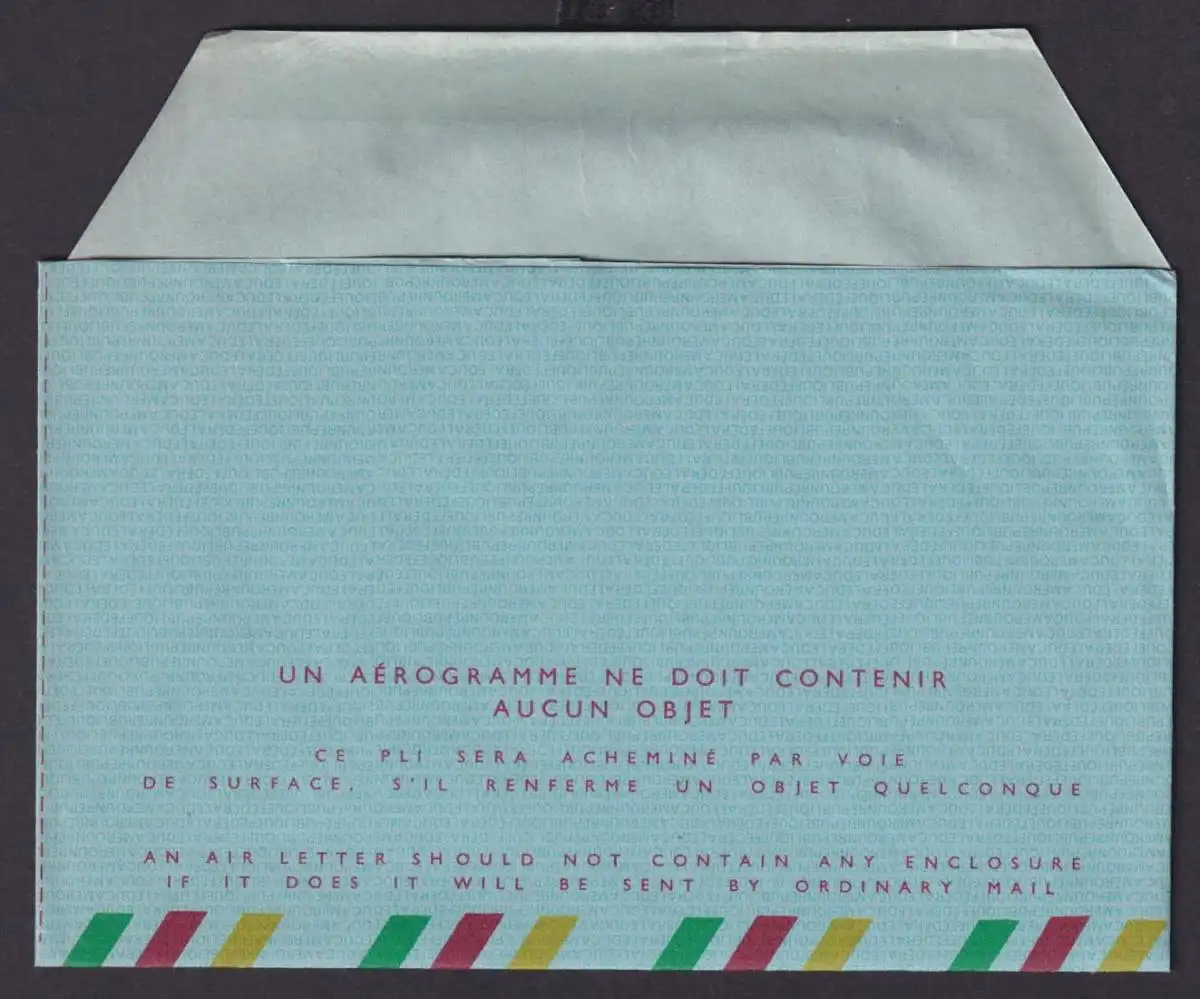 UN AÉROGRAMME NE DOIT CONTENIR
AUCUN OBJET
CE PLI SERA ACHEMINÉ PAR VOIE
DE SURFACE, S'IL RENFERME UN OBJET QUELCONQUE
AN AIR LETTER SHOULD NOT CONTAIN ANY ENCLOSURE
IF IT DOES IT WILL BE SENT BY ORDINARY MAIL